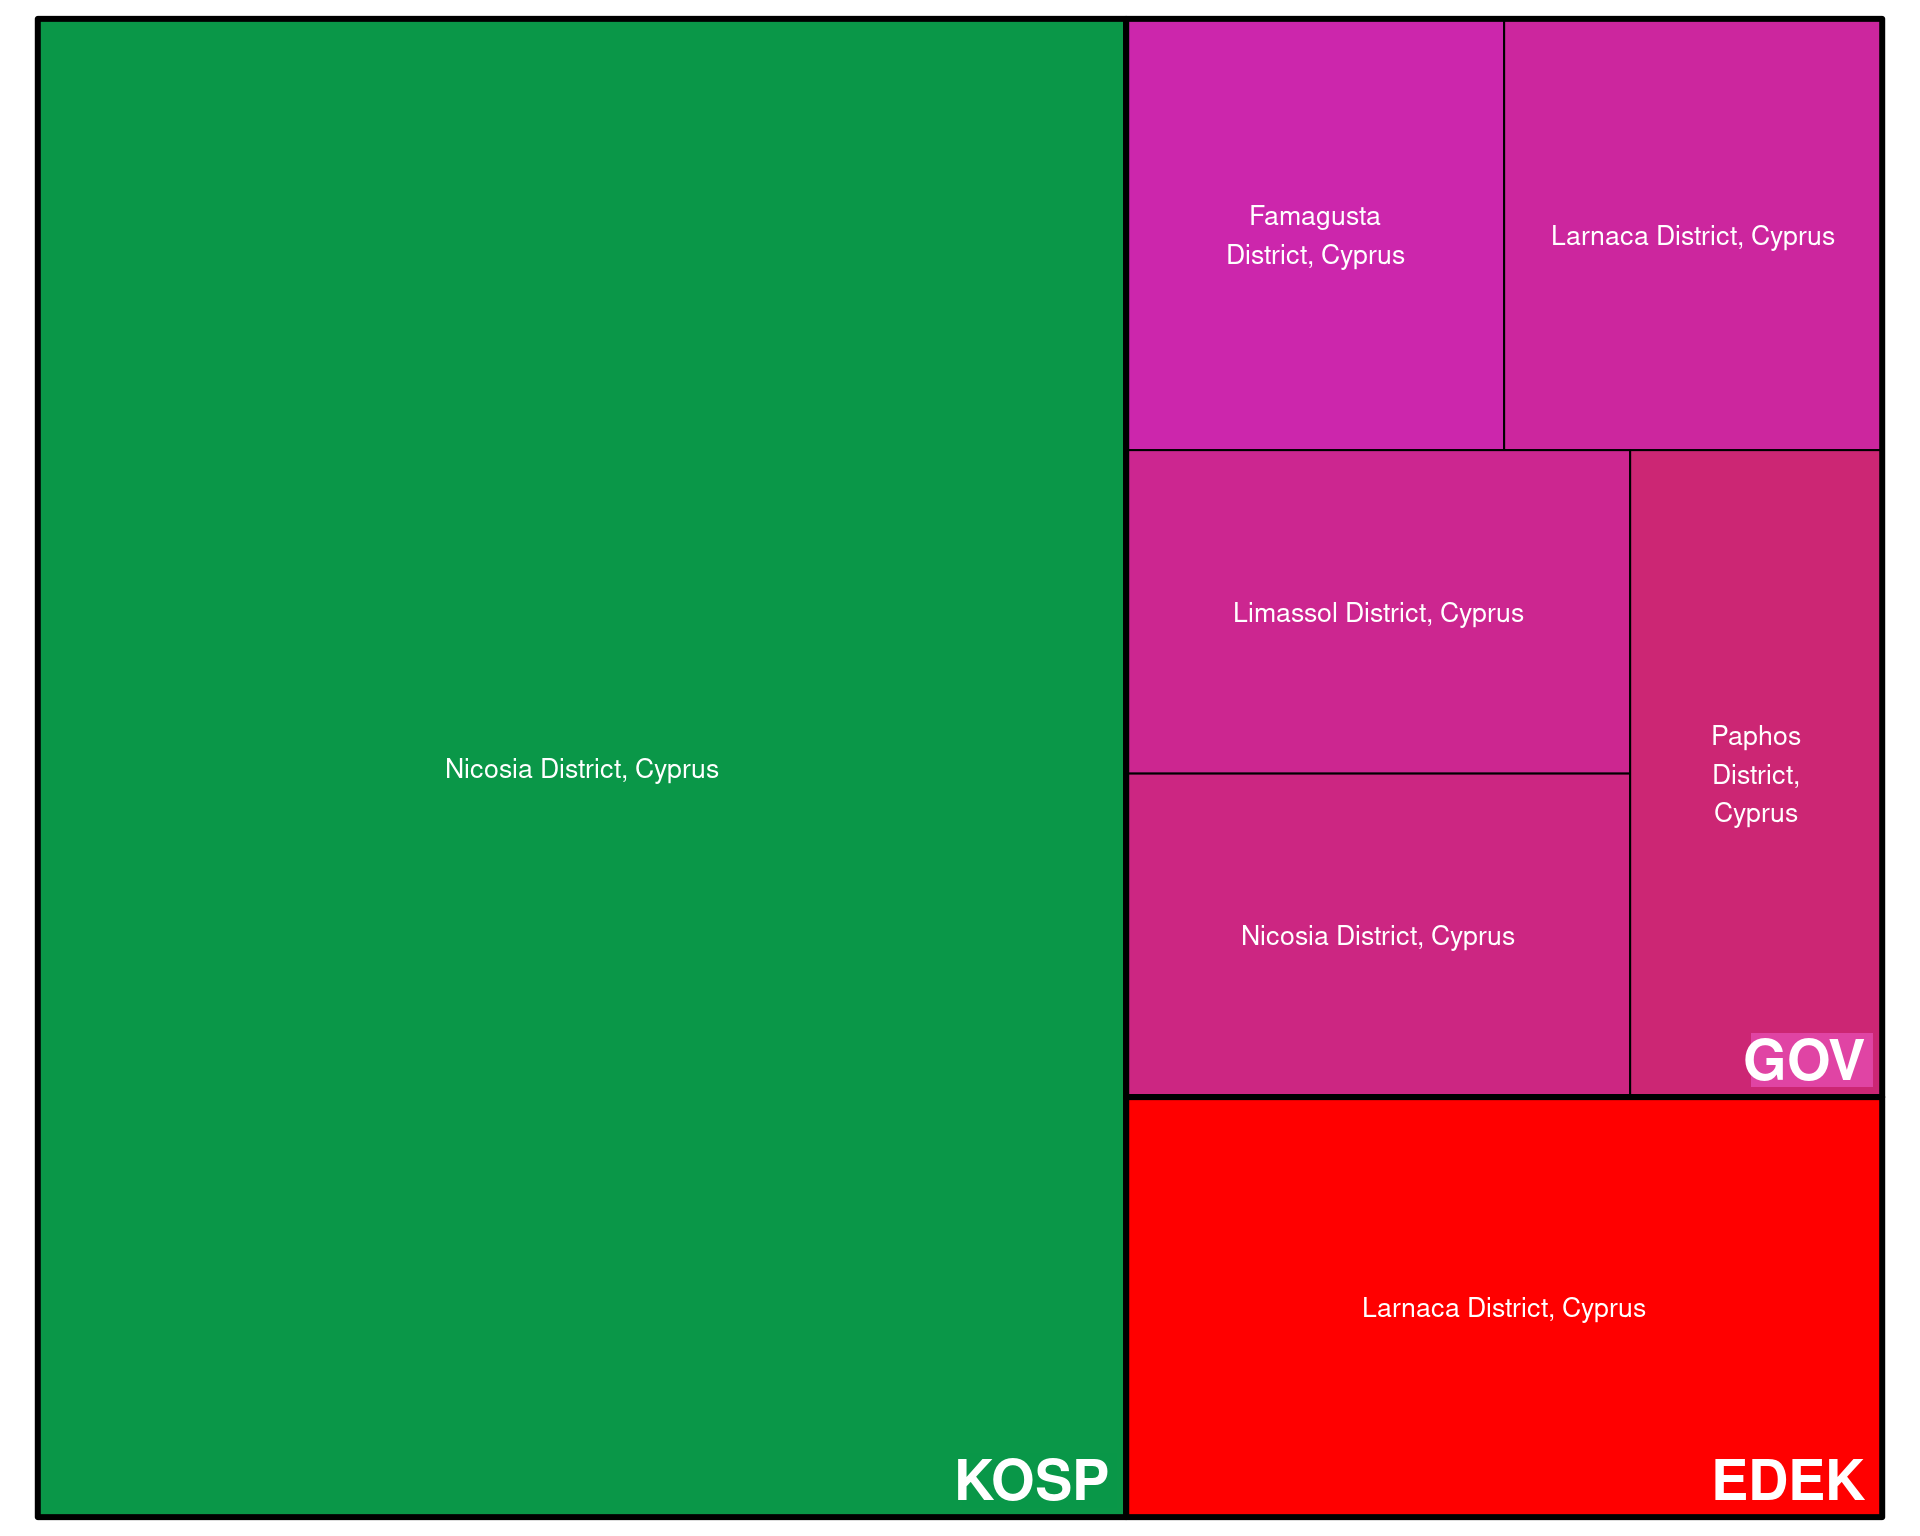 Nicosia District, Cyprus
KOSP
Famagusta
District, Cyprus
Larnaca District, Cyprus
Limassol District, Cyprus
Nicosia District, Cyprus
Paphos
District,
Cyprus
GOV
Larnaca District, Cyprus
EDEK